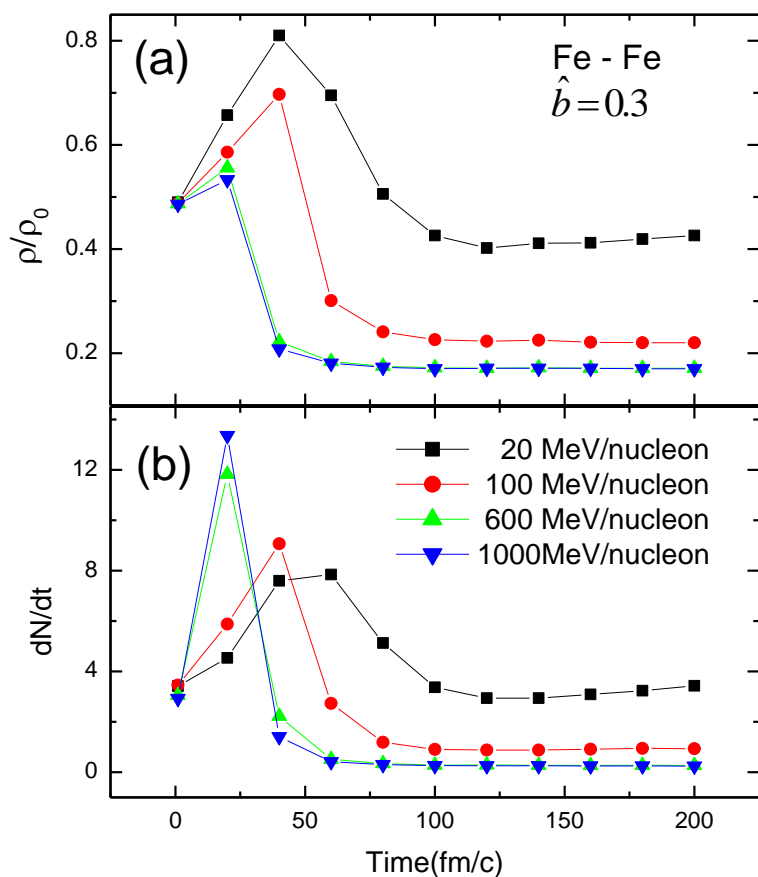 (a)
Fe - Fe
b̂=0.3
ρ/ρ₀
0.8
0.6
0.4
0.2
(b)
20 MeV/nucleon
100 MeV/nucleon
600 MeV/nucleon
1000MeV/nucleon
dN/dt
12
8
4
0
0 50 100 150 200
Time(fm/c)